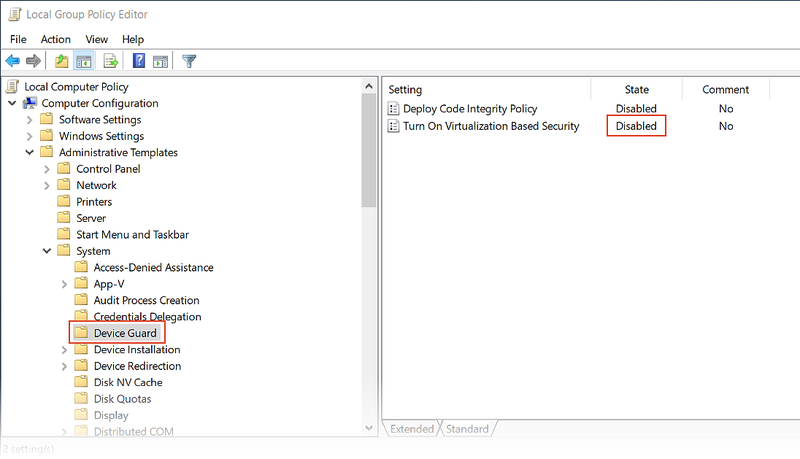 Local Group Policy Editor
File Action View Help
Local Computer Policy
Computer Configuration
Software Settings
Windows Settings
Administrative Templates
Control Panel
Network
Printers
Server
Start Menu and Taskbar
System
Access-Denied Assistance
App-V
Audit Process Creation
Credentials Delegation
Device Guard
Device Installation
Device Redirection
Disk NV Cache
Disk Quotas
Display
Distributed COM
Setting State Comment
Deploy Code Integrity Policy Disabled No
Turn On Virtualization Based Security Disabled No
Extended Standard
2 setting(s)